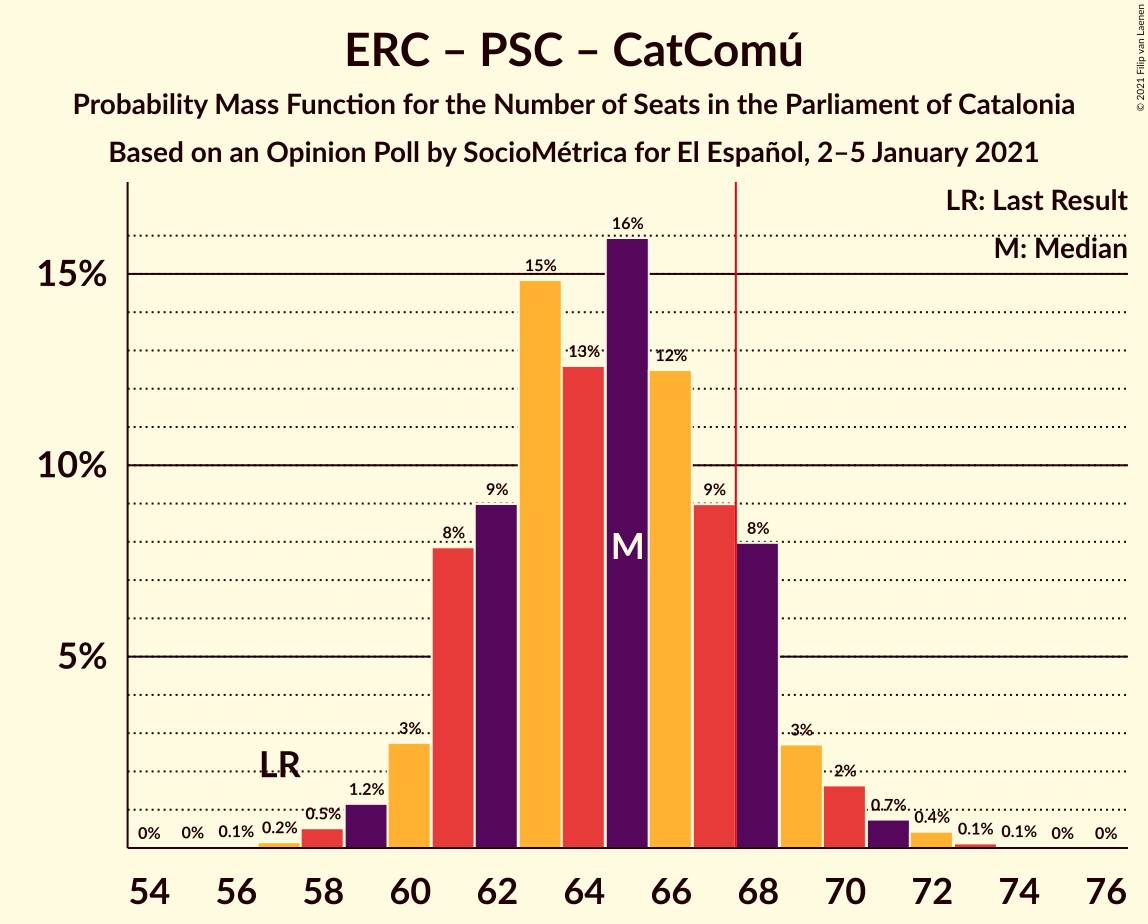 ERC – PSC – CatComú
Probability Mass Function for the Number of Seats in the Parliament of Catalonia
Based on an Opinion Poll by SocioMétrica for El Español, 2–5 January 2021
© 2021 Filip van Laenen
LR: Last Result
M: Median
15%
10%
5%
0%
0%
0.1%
0.2%
0.5%
1.2%
3%
8%
9%
15%
13%
16%
12%
9%
8%
3%
2%
0.7%
0.4%
0.1%
0.1%
0%
0%
LR
M
54 56 58 60 62 64 66 68 70 72 74 76